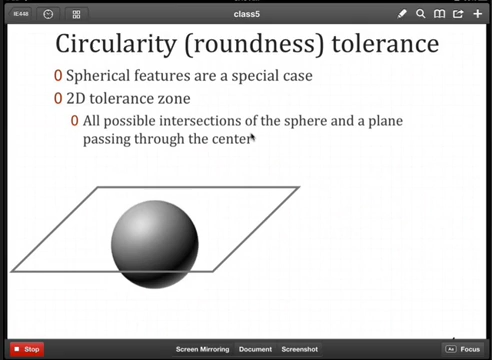 IE448
class5
Circularity (roundness) tolerance
0 Spherical features are a special case
0 2D tolerance zone
0 All possible intersections of the sphere and a plane
passing through the center
Stop
Screen Mirroring Document Screenshot
Aa Focus